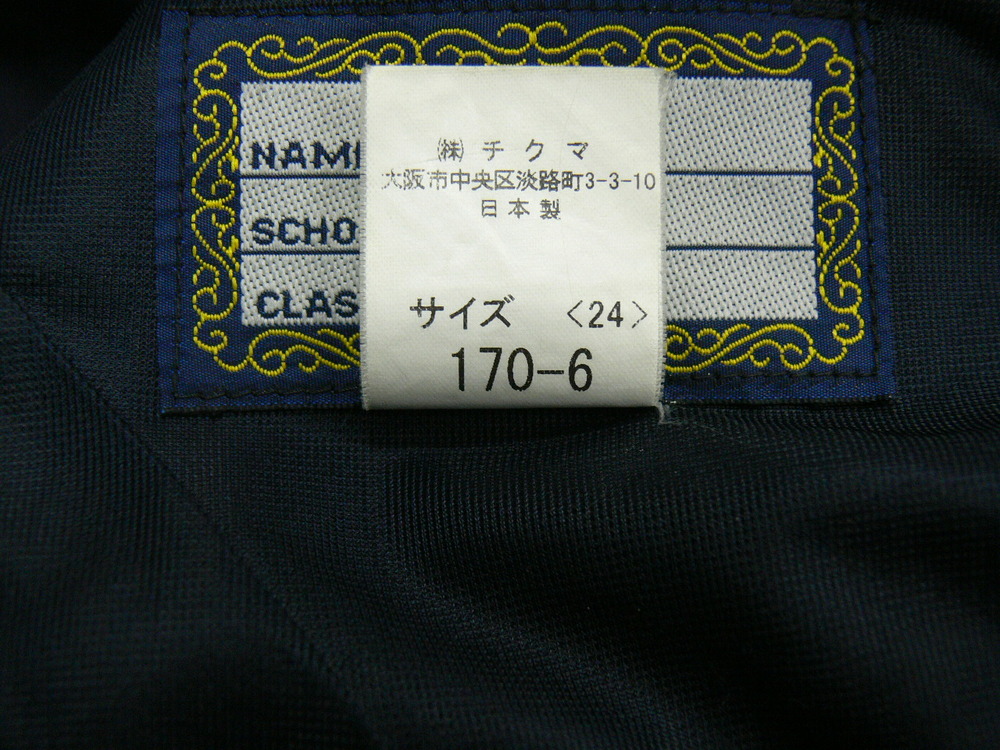 NAM
SCHO
CLAS
㈱チクマ
大阪市中央区淡路町3-3-10
日本製
サイズ <24>
170-6